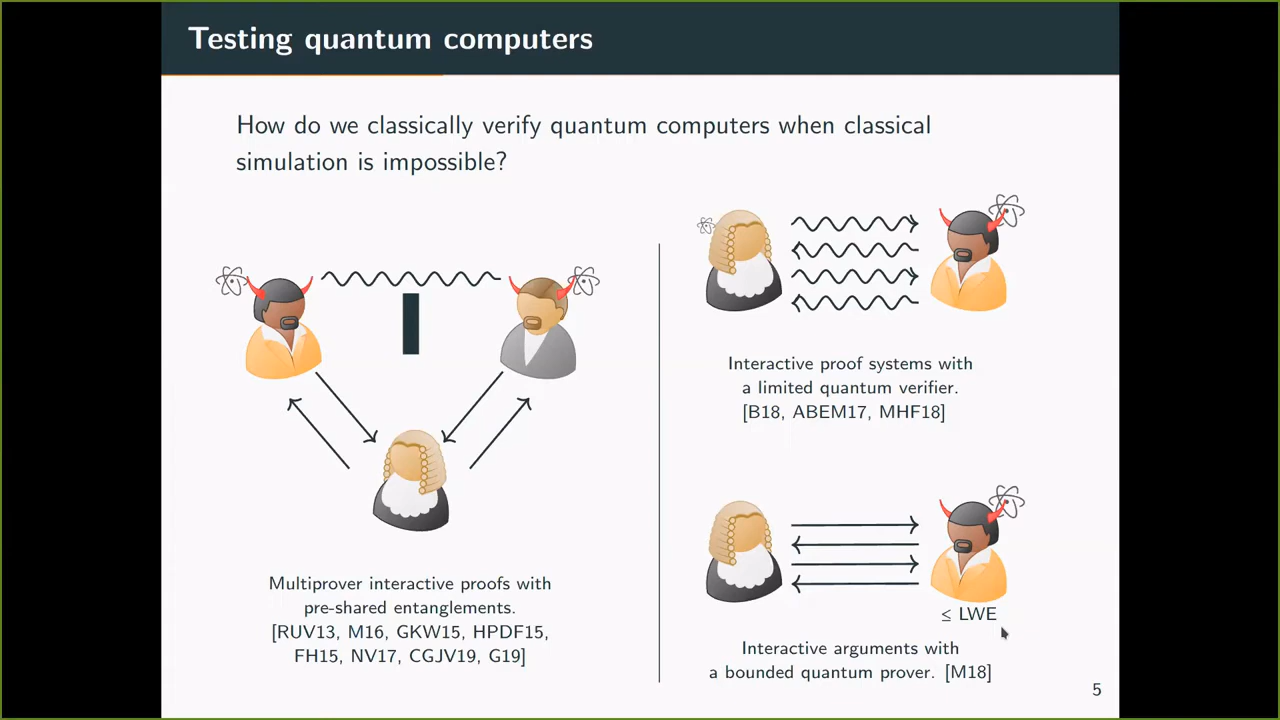 Testing quantum computers
How do we classically verify quantum computers when classical
simulation is impossible?
Multiprover interactive proofs with
pre-shared entanglements.
[RUV13, M16, GKW15, HPDF15,
FH15, NV17, CGJV19, G19]
Interactive proof systems with
a limited quantum verifier.
[B18, ABEM17, MHF18]
≤ LWE
Interactive arguments with
a bounded quantum prover. [M18]
5